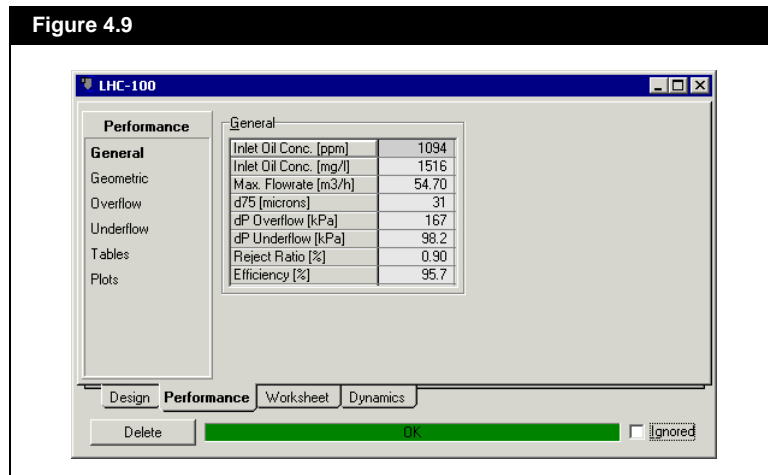 Figure 4.9
LHC-100
Performance
General
Geometric
Overflow
Underflow
Tables
Plots
General
Inlet Oil Conc. [ppm] 1094
Inlet Oil Conc. [mg/l] 1516
Max. Flowrate [m3/h] 54.70
d75 [microns] 31
dP Overflow [kPa] 167
dP Underflow [kPa] 98.2
Reject Ratio [%] 0.90
Efficiency [%] 95.7
Design Performance Worksheet Dynamics
Delete OK Ignored